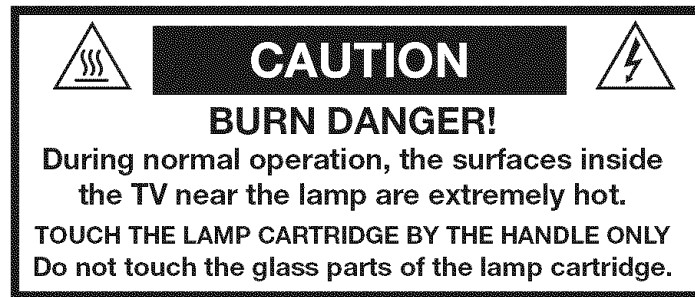 CAUTION
BURN DANGER!
During normal operation, the surfaces inside
the TV near the lamp are extremely hot.
TOUCH THE LAMP CARTRIDGE BY THE HANDLE ONLY
Do not touch the glass parts of the lamp cartridge.